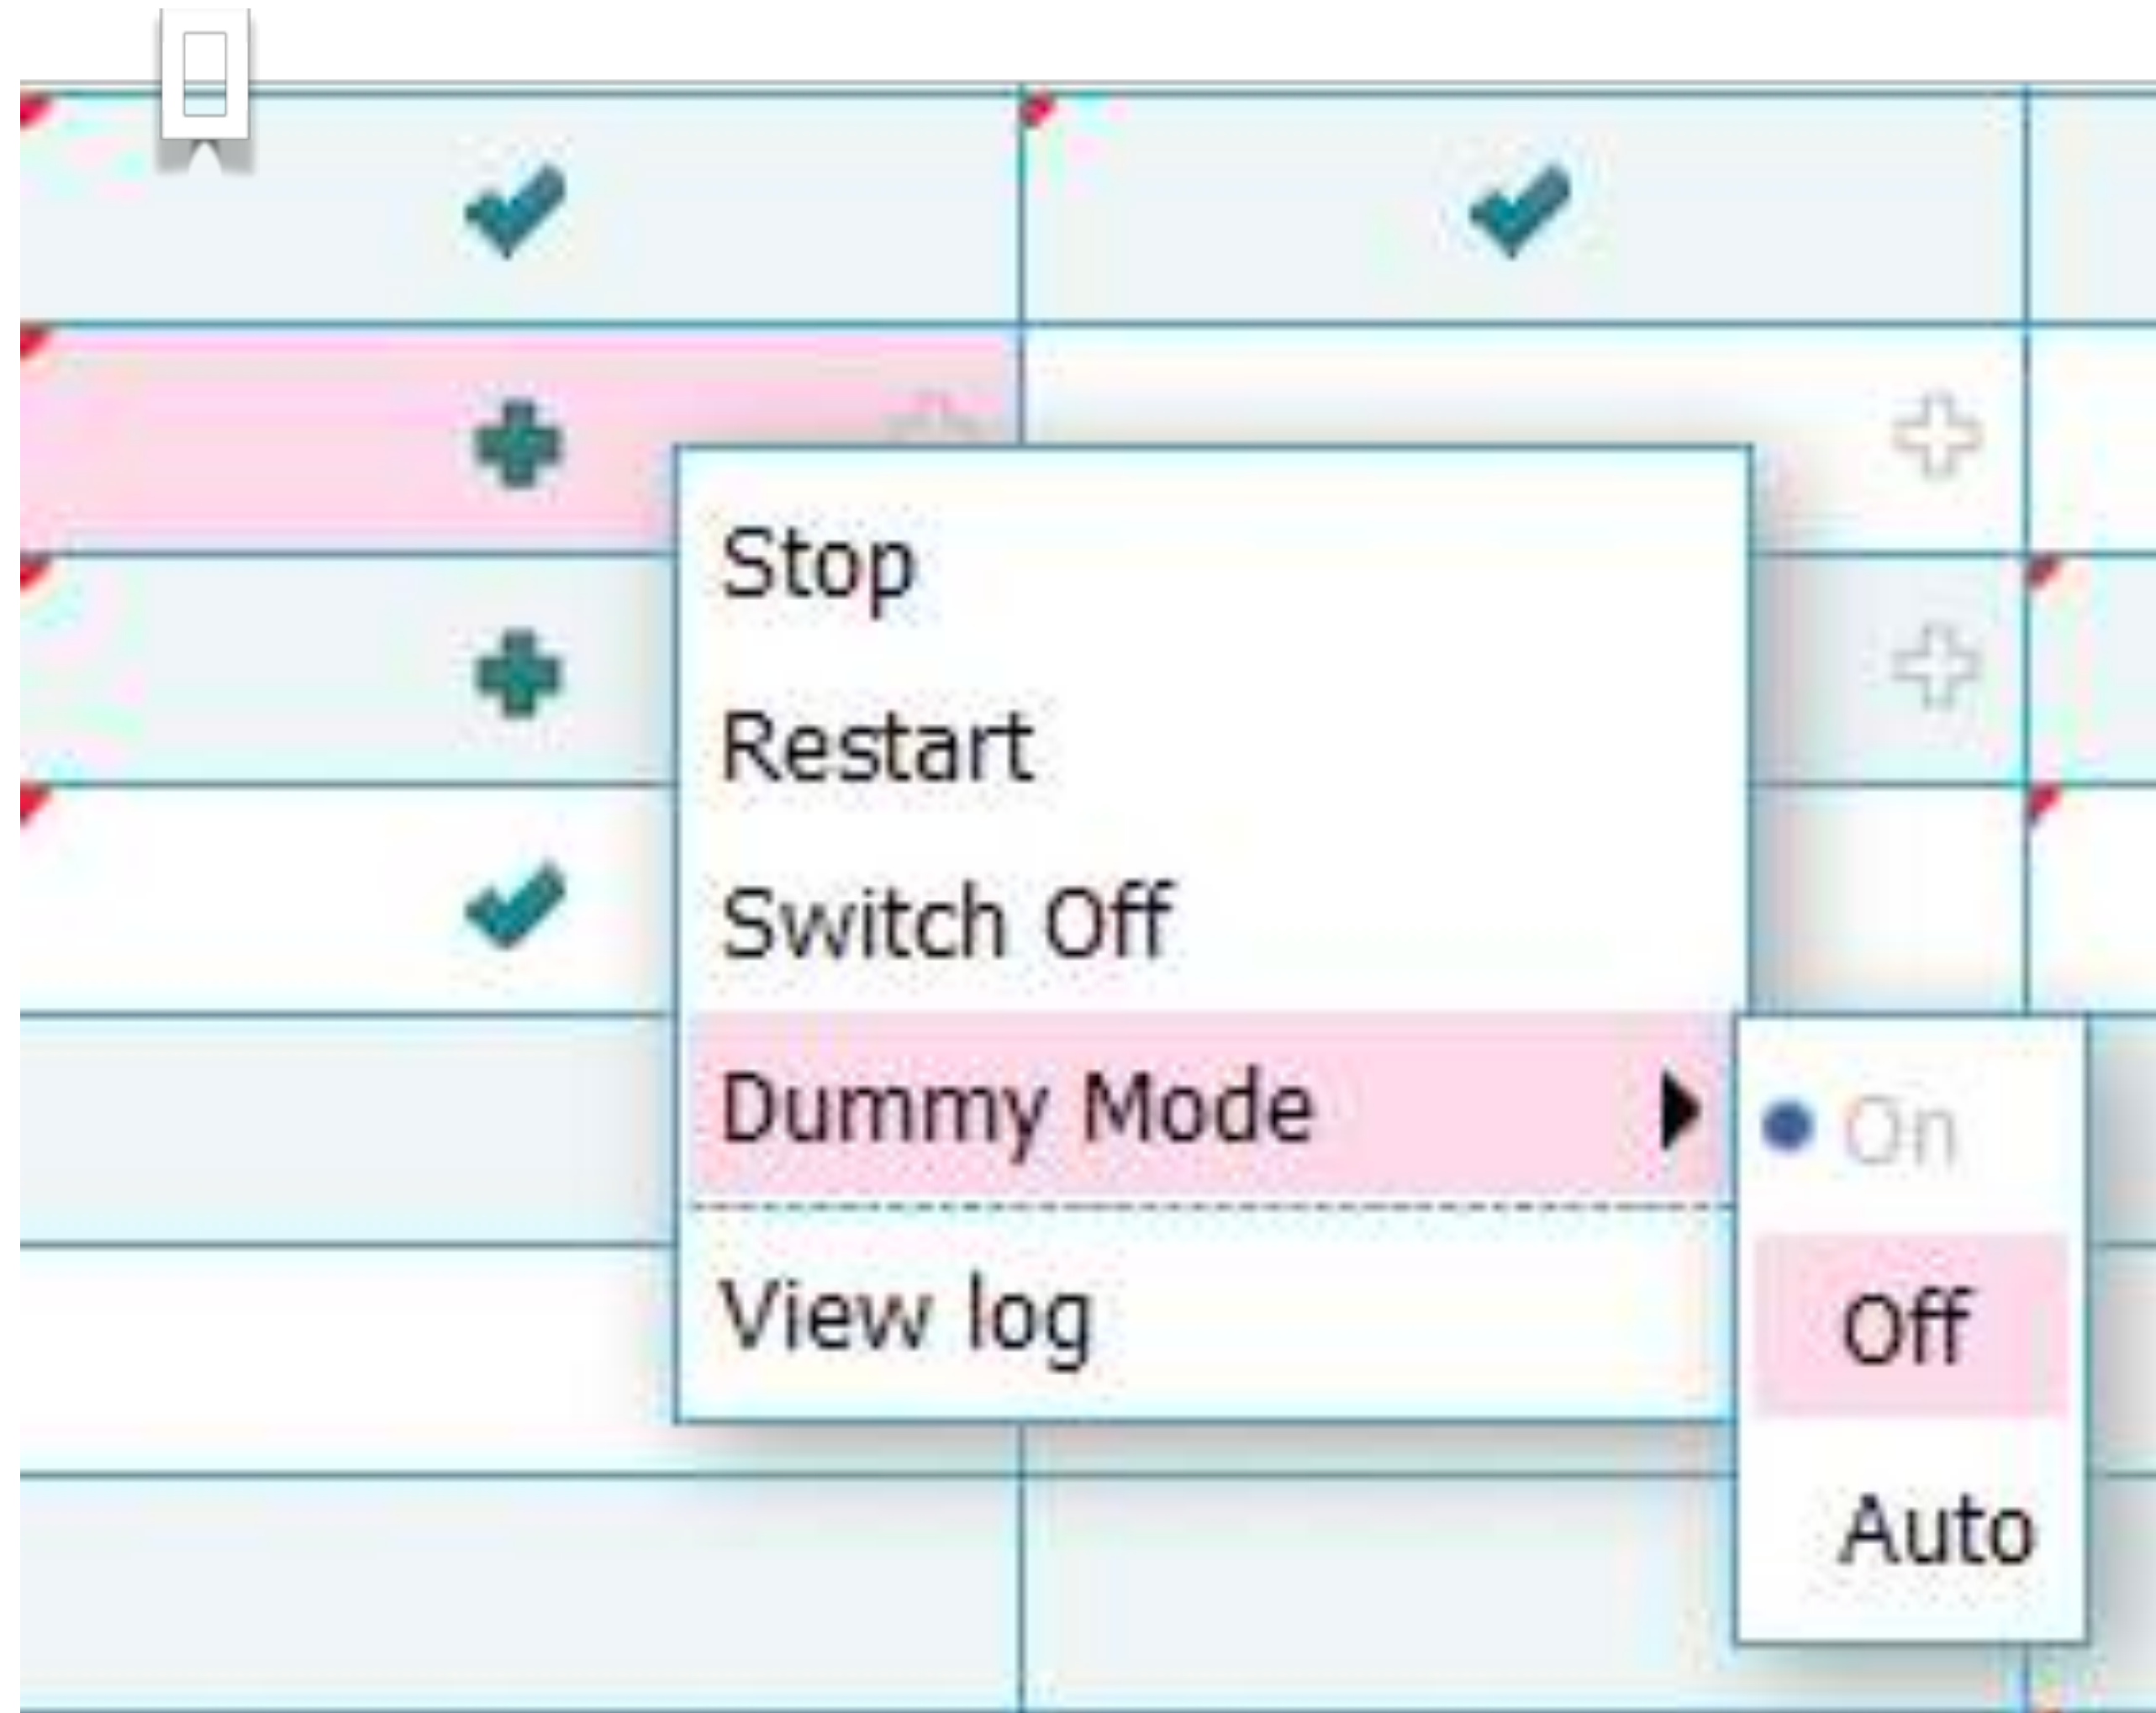 Stop
Restart
Switch Off
Dummy Mode
On
Off
Auto
View log